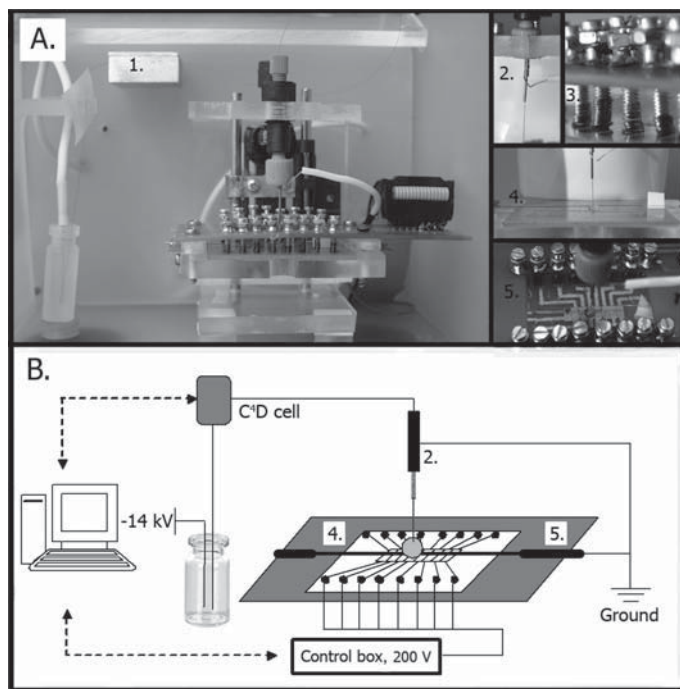 A.
1.
2.
3.
4.
5.
B.
C⁴D cell
2.
-14 kV
4.
5.
Ground
Control box, 200 V